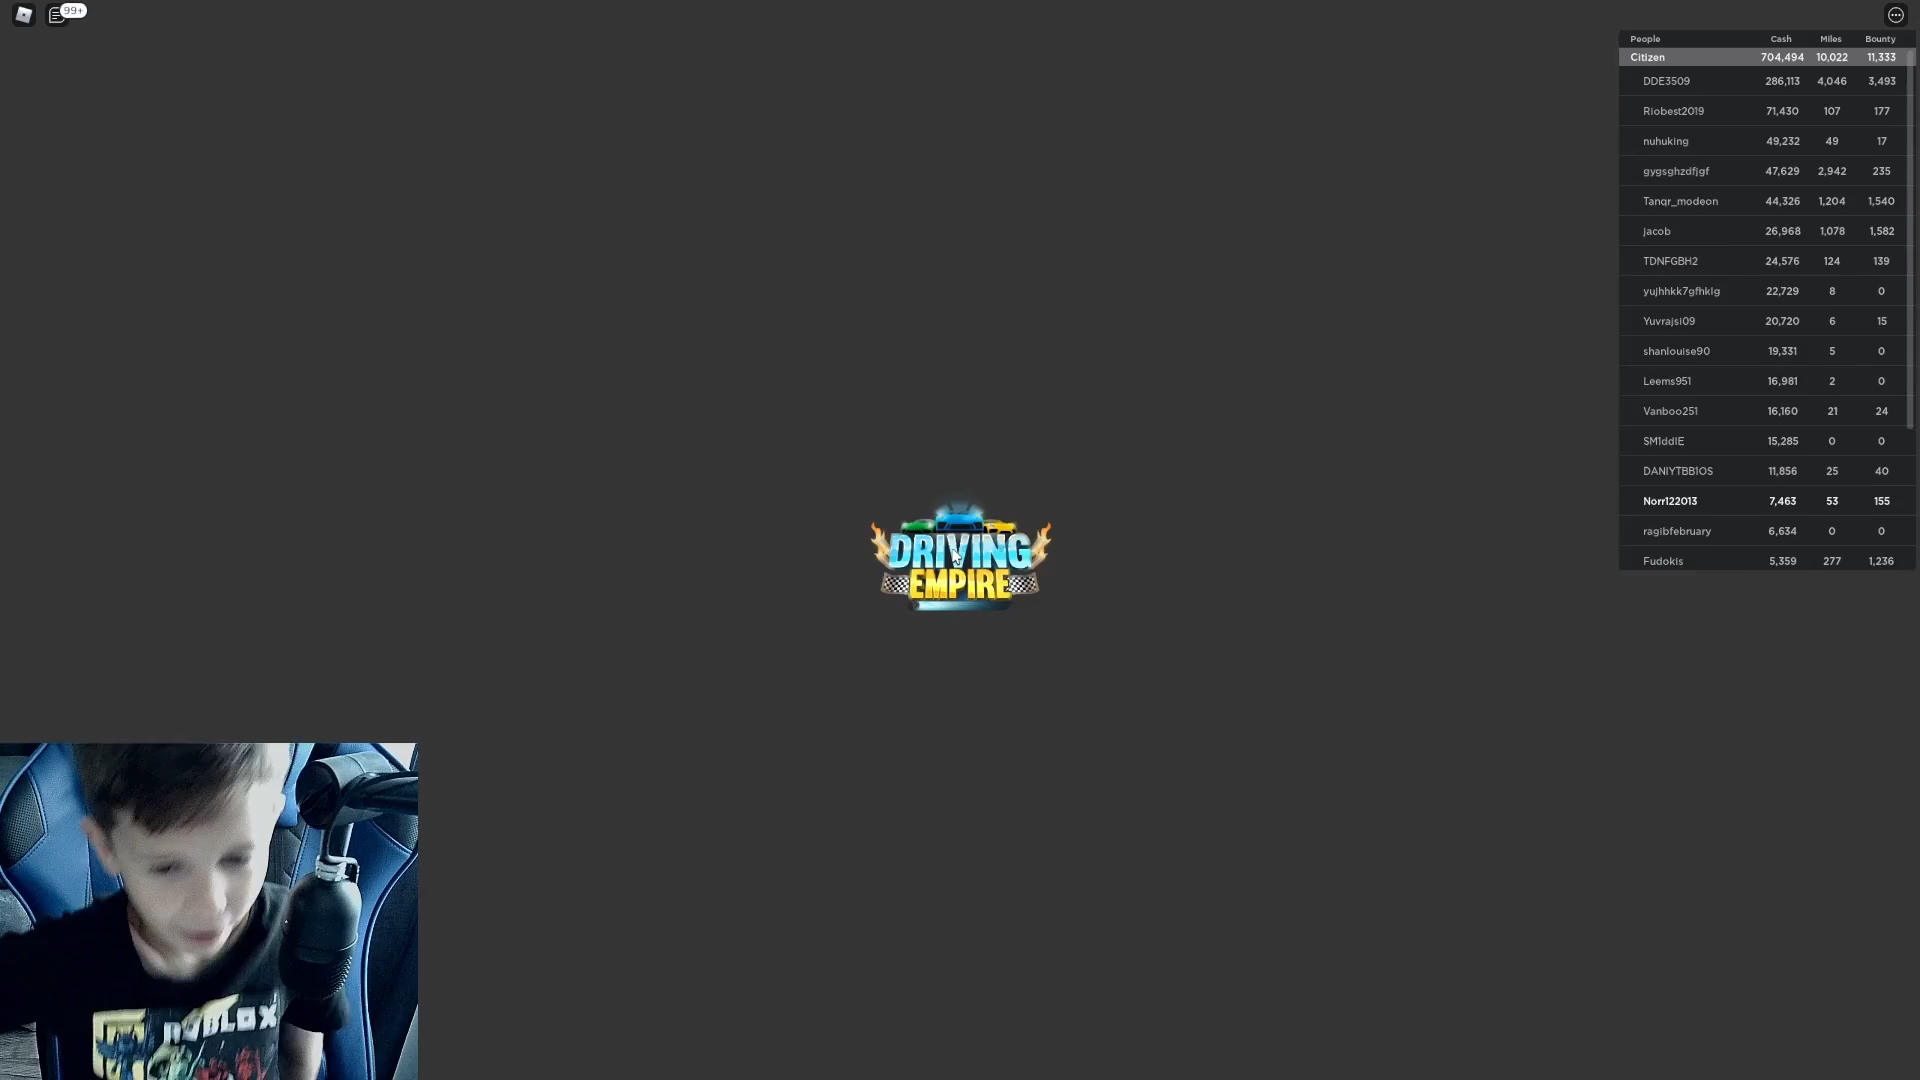 99+
People Cash Miles Bounty
Citizen 704,494 10,022 11,333
DDE3509 286,113 4,046 3,493
Riobest2019 71,430 107 177
nuhuking 49,232 49 17
gygsghzdfjgf 47,629 2,942 235
Tanqr_modeon 44,326 1,204 1,540
jacob 26,968 1,078 1,582
TDNFGBH2 24,576 124 139
yujhhkk7gfhklg 22,729 8 0
Yuvrajsi09 20,720 6 15
shanlouise90 19,331 5 0
Leems951 16,981 2 0
Vanboo251 16,160 21 24
SM1ddlE 15,285 0 0
DANIYTBB1OS 11,856 25 40
Norr122013 7,463 53 155
ragibfebruary 6,634 0 0
Fudokis 5,359 277 1,236
DRIVING
EMPIRE
ROBLOX